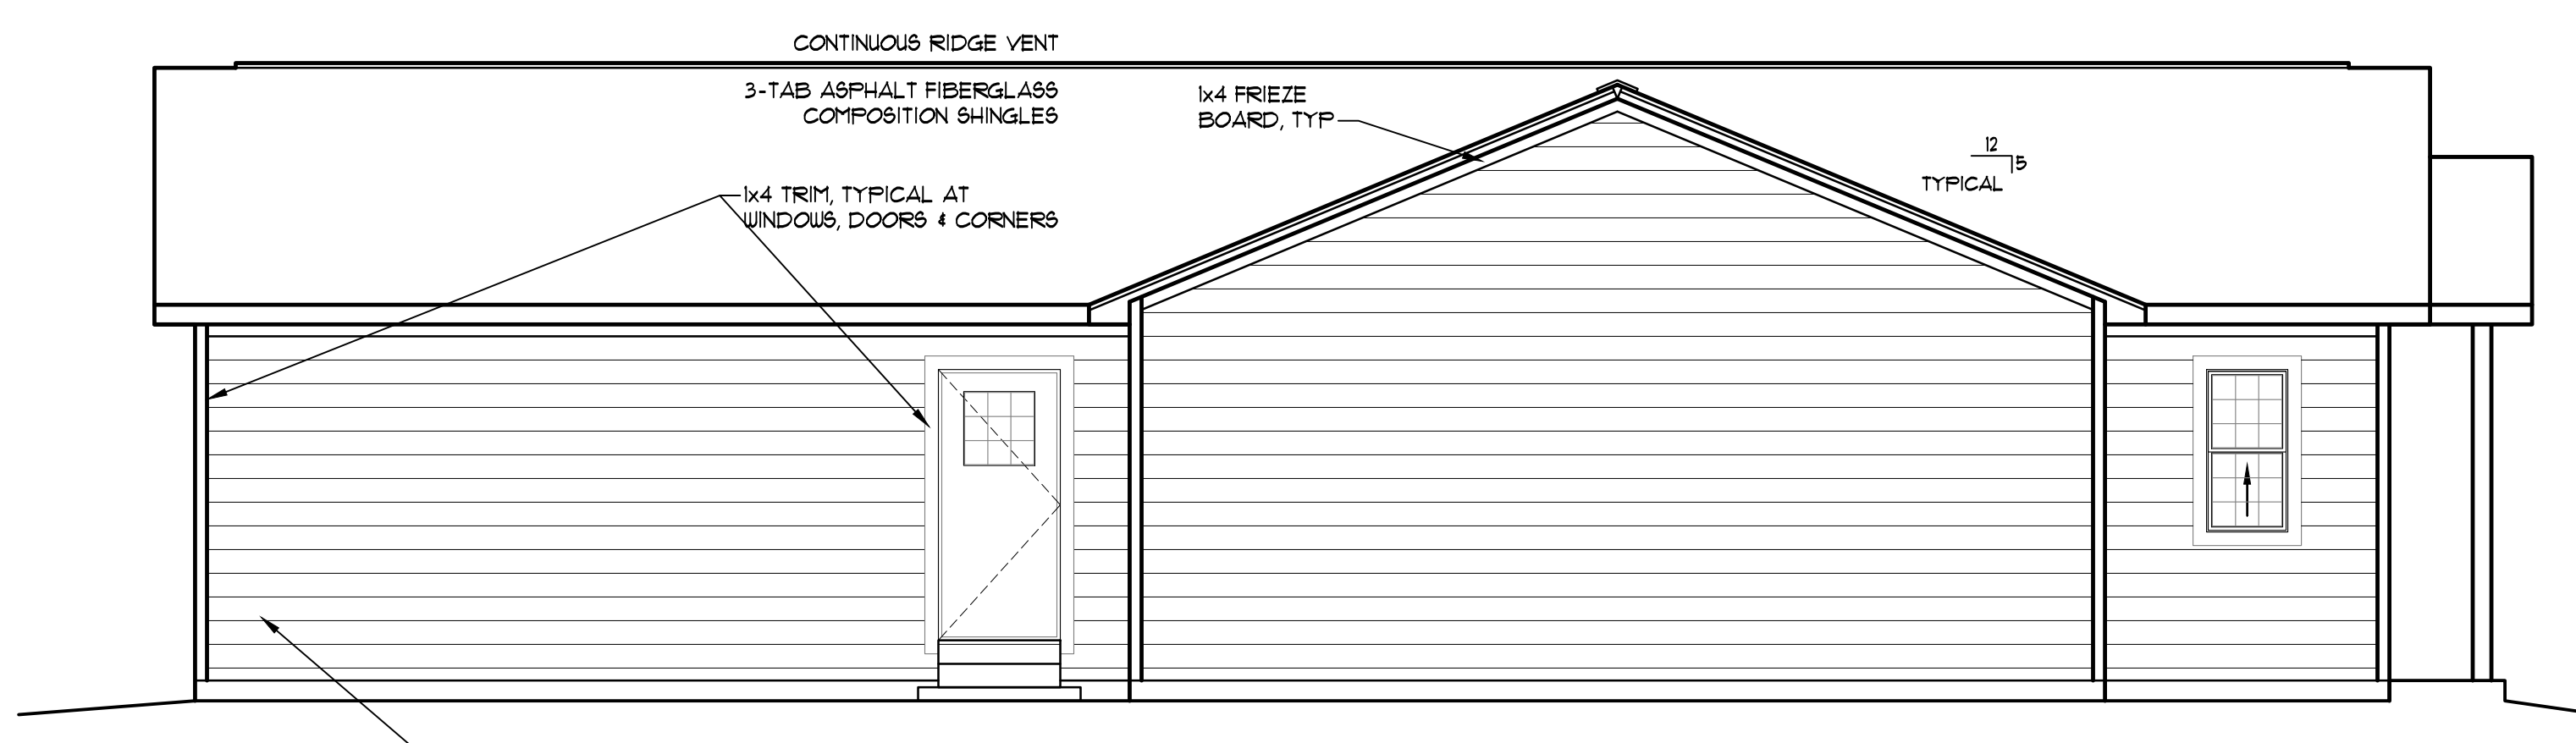 CONTINUOUS RIDGE VENT
3-TAB ASPHALT FIBERGLASS
COMPOSITION SHINGLES
1x4 FRIEZE
BOARD, TYP
12
5
TYPICAL
1x4 TRIM, TYPICAL AT
WINDOWS, DOORS & CORNERS